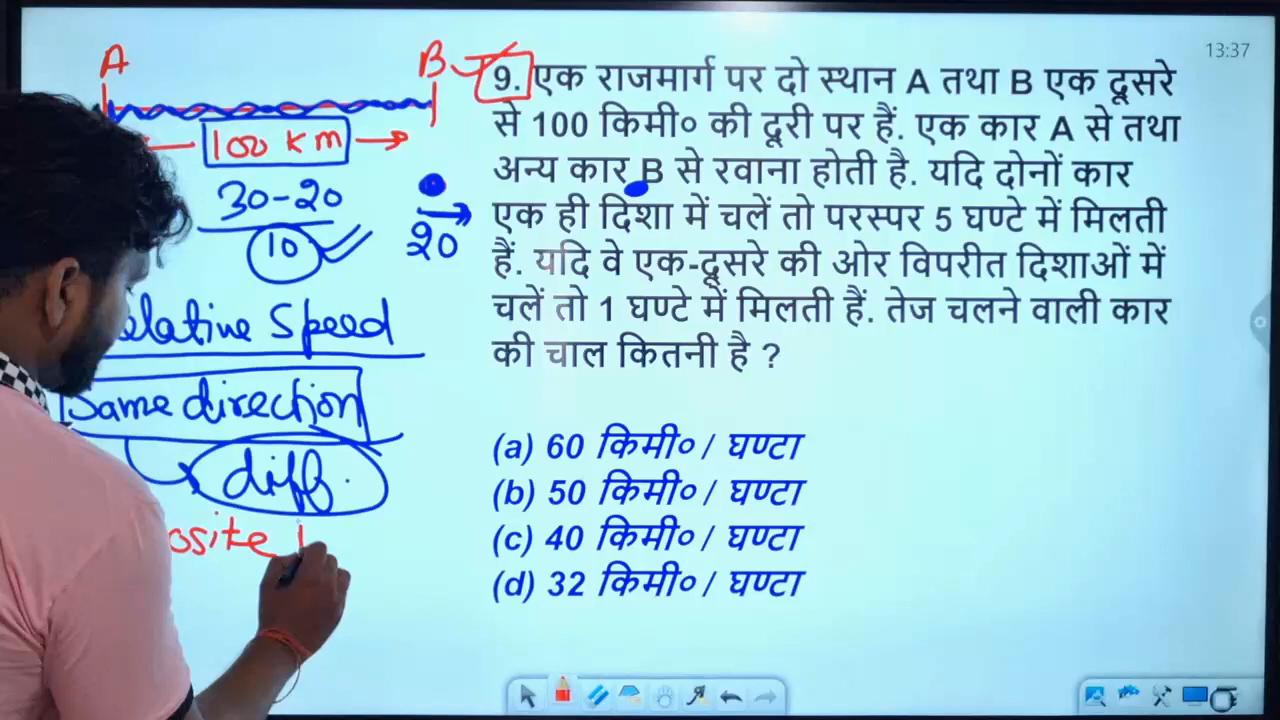 13:37
A B
100 KM
30-20
10
20
Relative Speed
Same direction
diff.
9. एक राजमार्ग पर दो स्थान A तथा B एक दूसरे
से 100 किमी० की दूरी पर हैं. एक कार A से तथा
अन्य कार B से रवाना होती है. यदि दोनों कार
एक ही दिशा में चलें तो परस्पर 5 घण्टे में मिलती
हैं. यदि वे एक-दूसरे की ओर विपरीत दिशाओं में
चलें तो 1 घण्टे में मिलती हैं. तेज चलने वाली कार
की चाल कितनी है ?
(a) 60 किमी० / घण्टा
(b) 50 किमी० / घण्टा
(c) 40 किमी० / घण्टा
(d) 32 किमी० / घण्टा